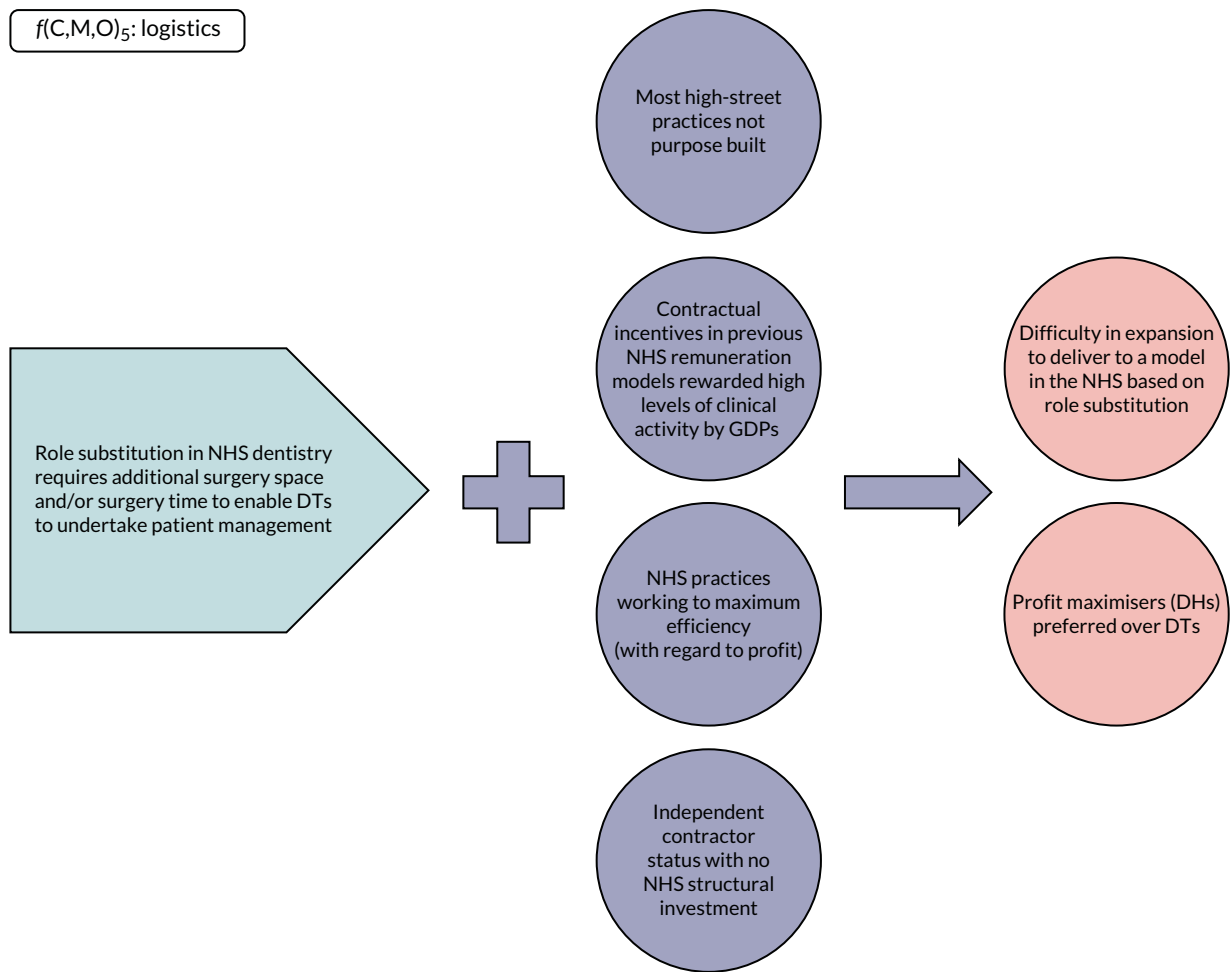 f(C,M,O)5: logistics
Role substitution in NHS dentistry
requires additional surgery space
and/or surgery time to enable DTs
to undertake patient management
Most high-street
practices not
purpose built
Contractual
incentives in previous
NHS remuneration
models rewarded high
levels of clinical
activity by GDPs
NHS practices
working to maximum
efficiency
(with regard to profit)
Independent
contractor
status with no
NHS structural
investment
Difficulty in expansion
to deliver to a model
in the NHS based on
role substitution
Profit maximisers (DHs)
preferred over DTs